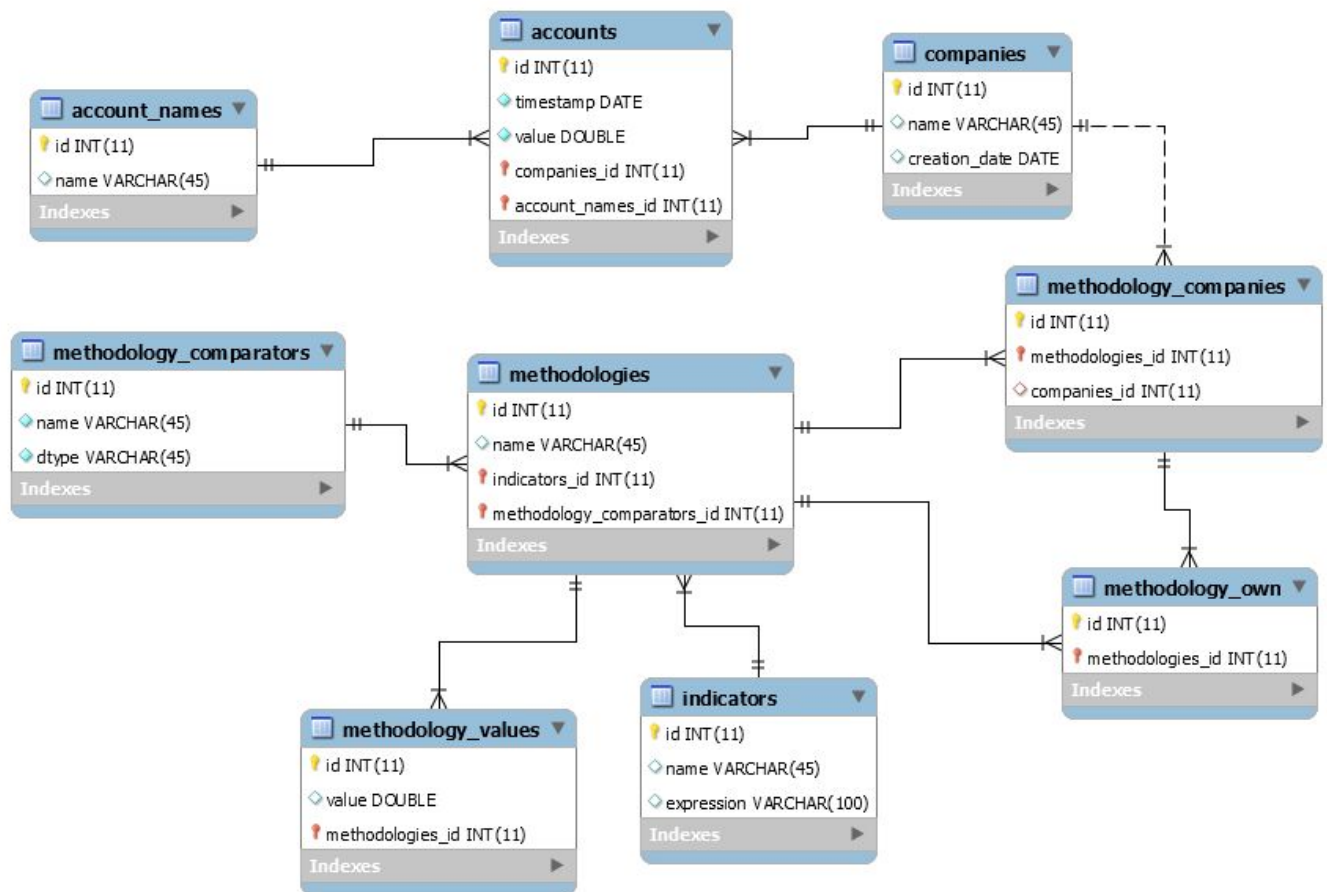 account_names
id INT(11)
name VARCHAR(45)
Indexes
accounts
id INT(11)
timestamp DATE
value DOUBLE
companies_id INT(11)
account_names_id INT(11)
Indexes
companies
id INT(11)
name VARCHAR(45)
creation_date DATE
Indexes
methodology_comparators
id INT(11)
name VARCHAR(45)
dtype VARCHAR(45)
Indexes
methodologies
id INT(11)
name VARCHAR(45)
indicators_id INT(11)
methodology_comparators_id INT(11)
Indexes
methodology_companies
id INT(11)
methodologies_id INT(11)
companies_id INT(11)
Indexes
methodology_values
id INT(11)
value DOUBLE
methodologies_id INT(11)
Indexes
indicators
id INT(11)
name VARCHAR(45)
expression VARCHAR(100)
Indexes
methodology_own
id INT(11)
methodologies_id INT(11)
Indexes